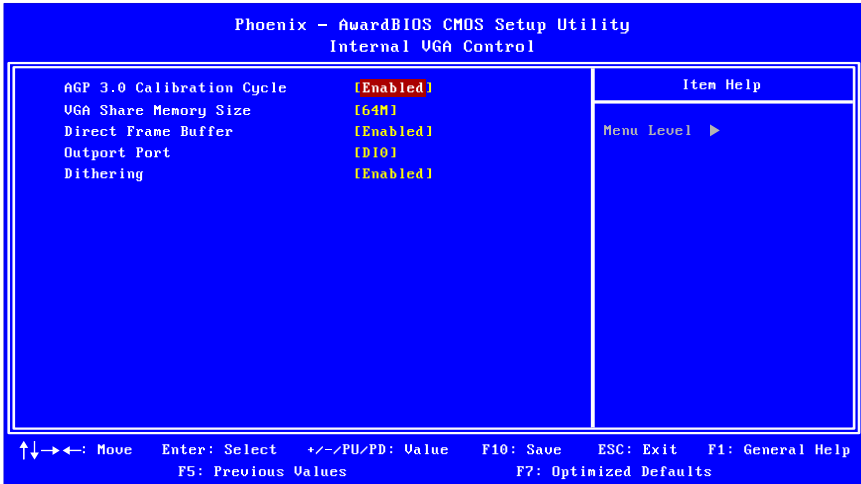 Phoenix – AwardBIOS CMOS Setup Utility
Internal VGA Control
AGP 3.0 Calibration Cycle [Enabled]
VGA Share Memory Size [64M]
Direct Frame Buffer [Enabled]
Outport Port [DI0]
Dithering [Enabled]
Item Help
Menu Level ▶
↑↓→←: Move Enter: Select +/-/PU/PD: Value F10: Save ESC: Exit F1: General Help
F5: Previous Values F7: Optimized Defaults